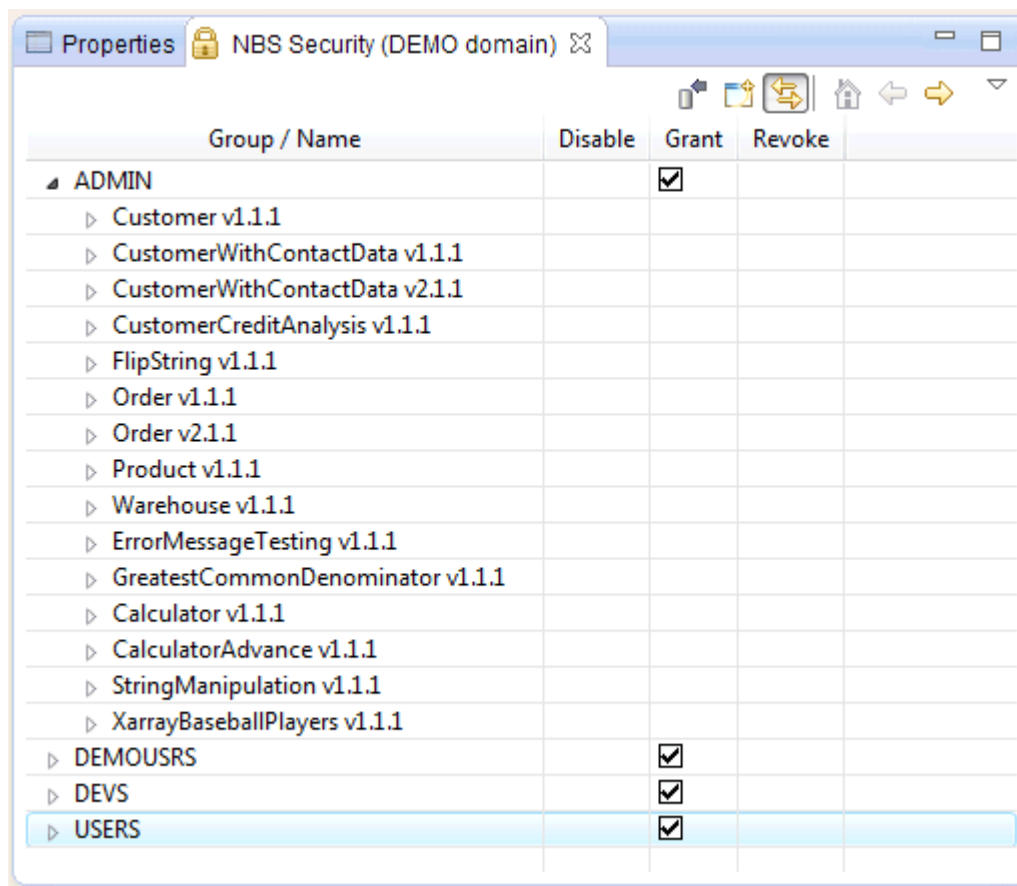 Properties NBS Security (DEMO domain)
Group / Name Disable Grant Revoke
ADMIN
Customer v1.1.1
CustomerWithContactData v1.1.1
CustomerWithContactData v2.1.1
CustomerCreditAnalysis v1.1.1
FlipString v1.1.1
Order v1.1.1
Order v2.1.1
Product v1.1.1
Warehouse v1.1.1
ErrorMessageTesting v1.1.1
GreatestCommonDenominator v1.1.1
Calculator v1.1.1
CalculatorAdvance v1.1.1
StringManipulation v1.1.1
XarrayBaseballPlayers v1.1.1
DEMOUSRS
DEVS
USERS